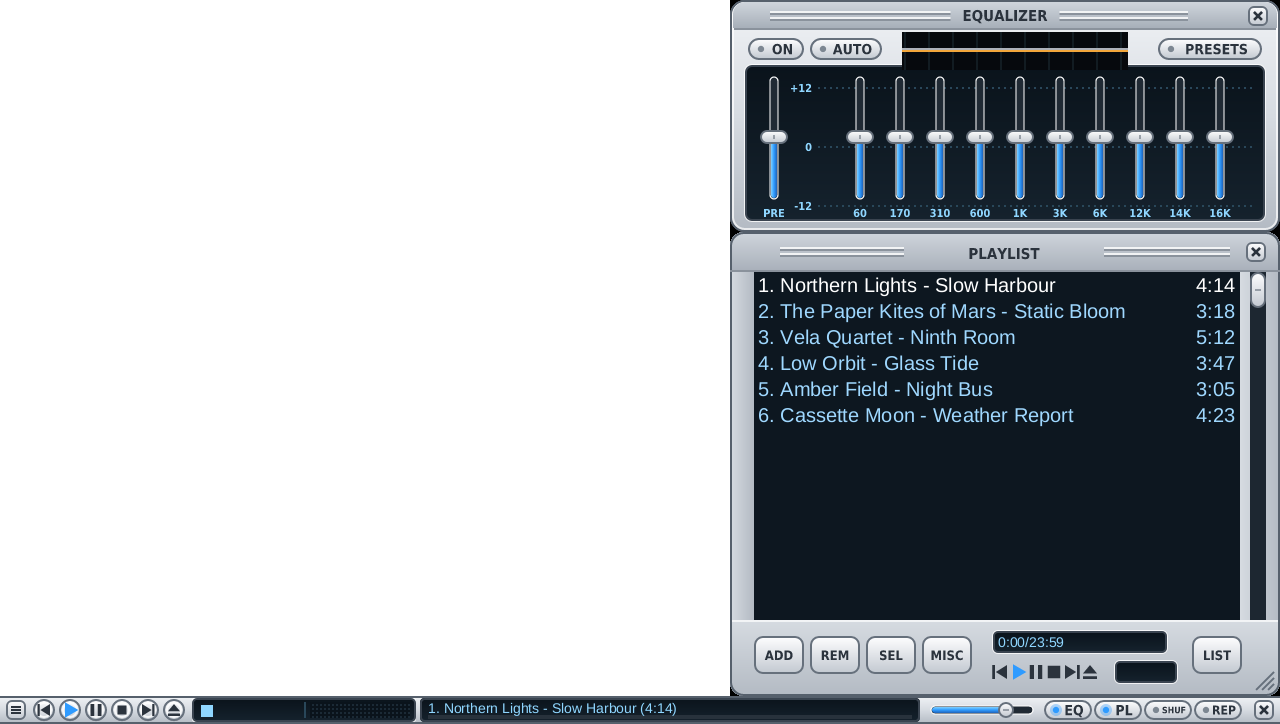 EQUALIZER
ON AUTO PRESETS
+12
0
-12
PRE 60 170 310 600 1K 3K 6K 12K 14K 16K
PLAYLIST
1. Northern Lights - Slow Harbour 4:14
2. The Paper Kites of Mars - Static Bloom 3:18
3. Vela Quartet - Ninth Room 5:12
4. Low Orbit - Glass Tide 3:47
5. Amber Field - Night Bus 3:05
6. Cassette Moon - Weather Report 4:23
ADD REM SEL MISC 0:00/23:59 LIST
1. Northern Lights - Slow Harbour (4:14) EQ PL SHUF REP